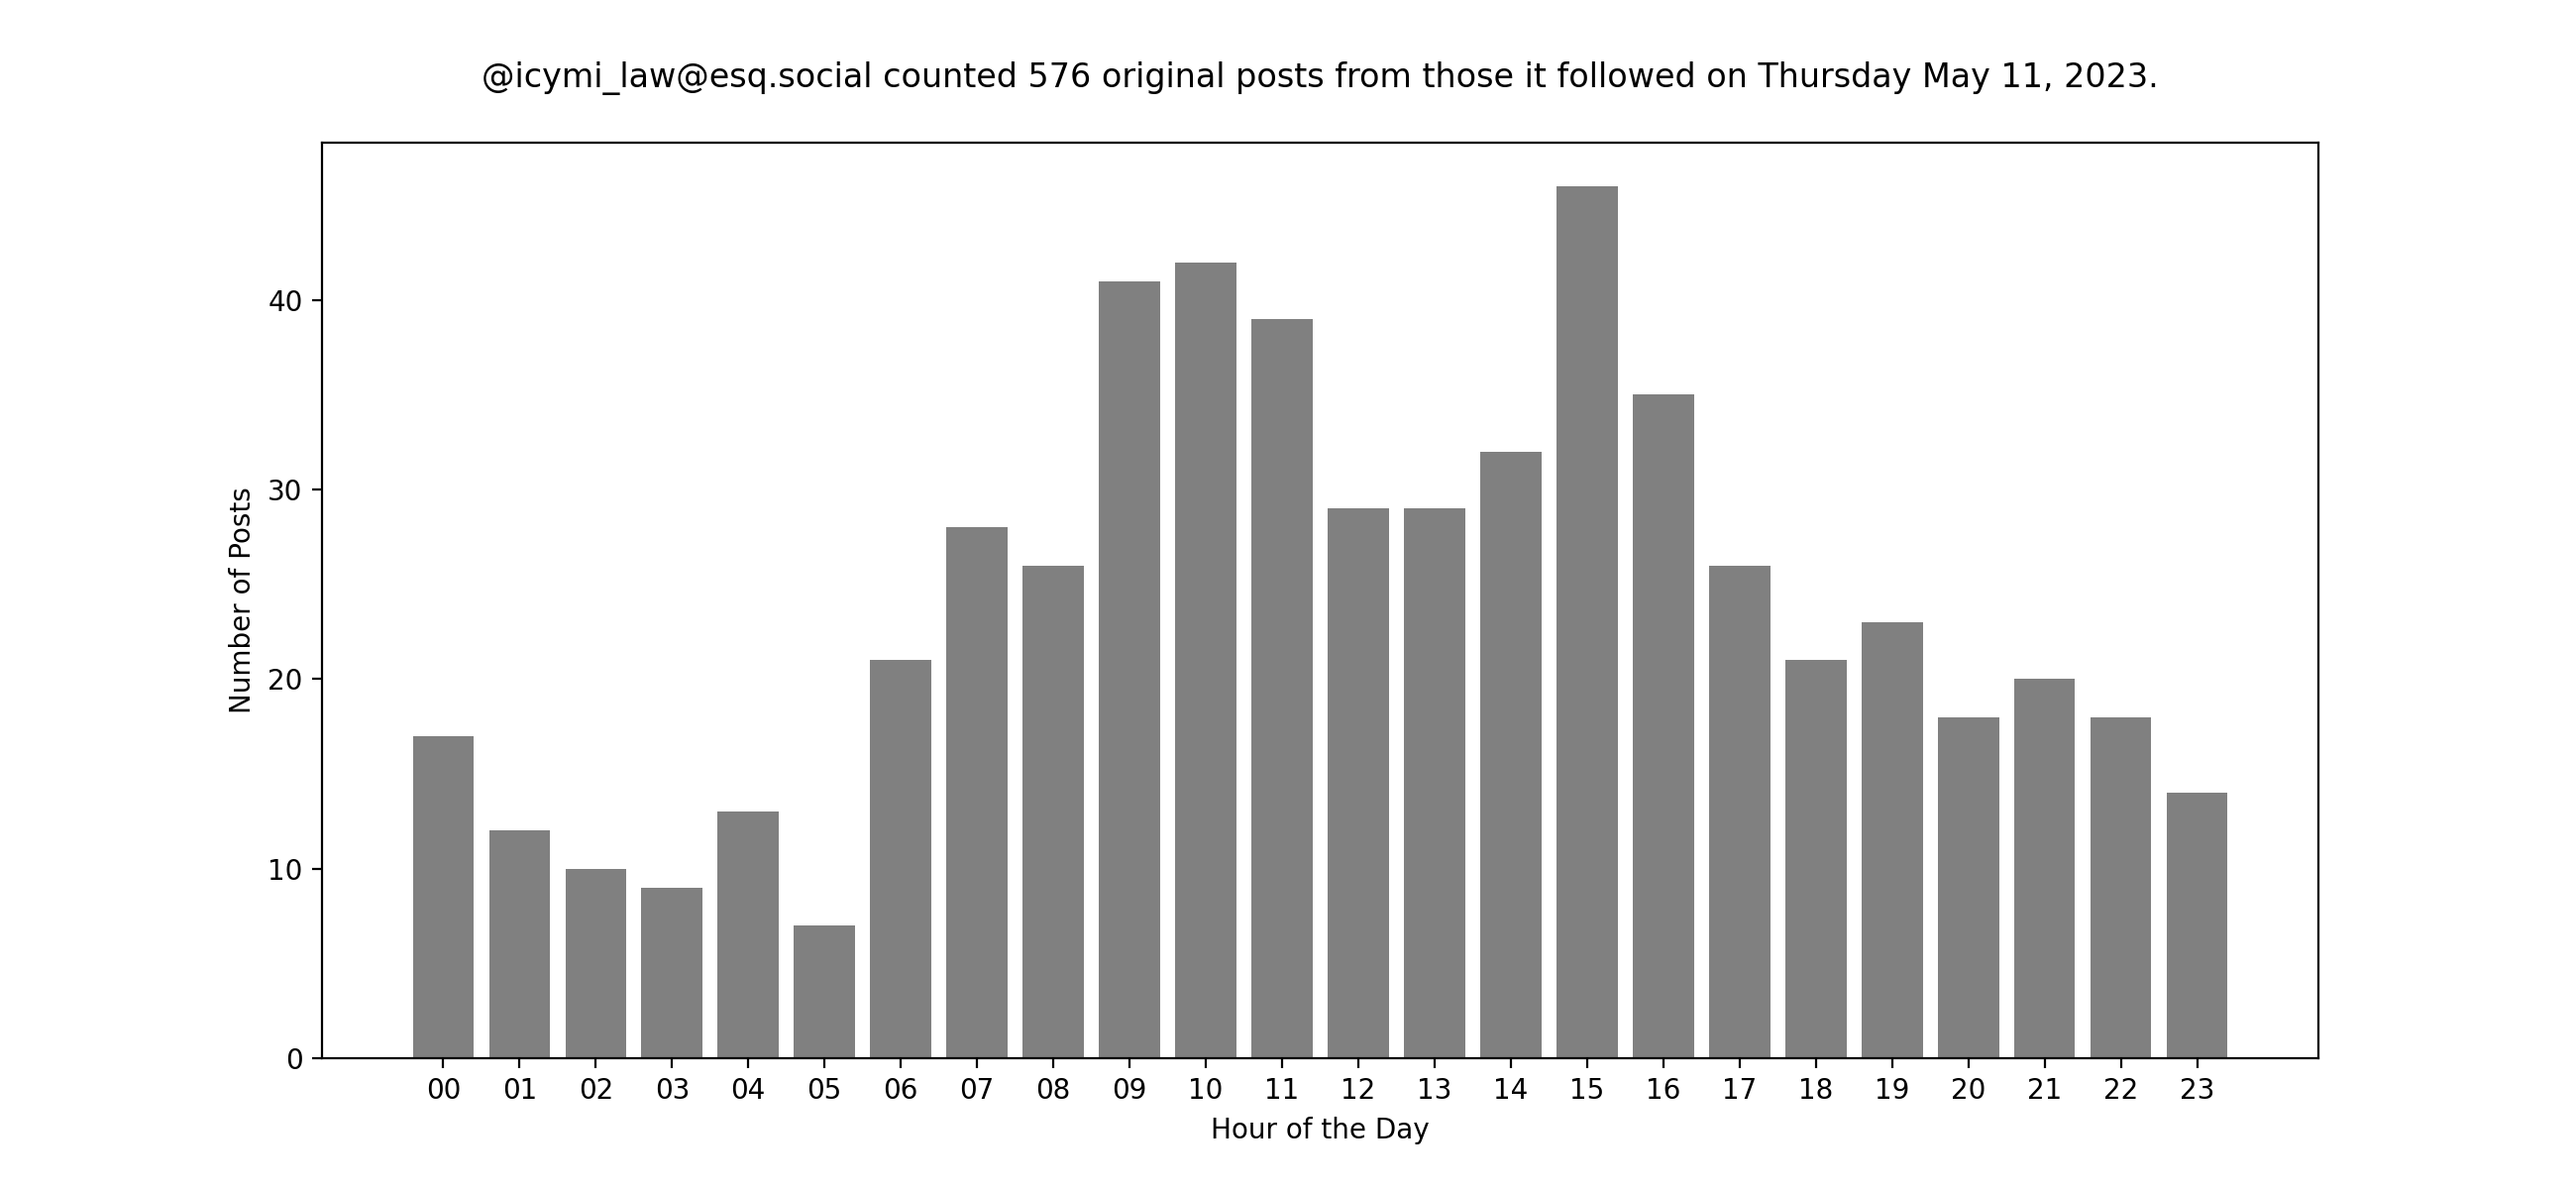 @icymi_law@esq.social counted 576 original posts from those it followed on Thursday May 11, 2023.
Number of Posts
40
30
20
10
0
00 01 02 03 04 05 06 07 08 09 10 11 12 13 14 15 16 17 18 19 20 21 22 23
Hour of the Day